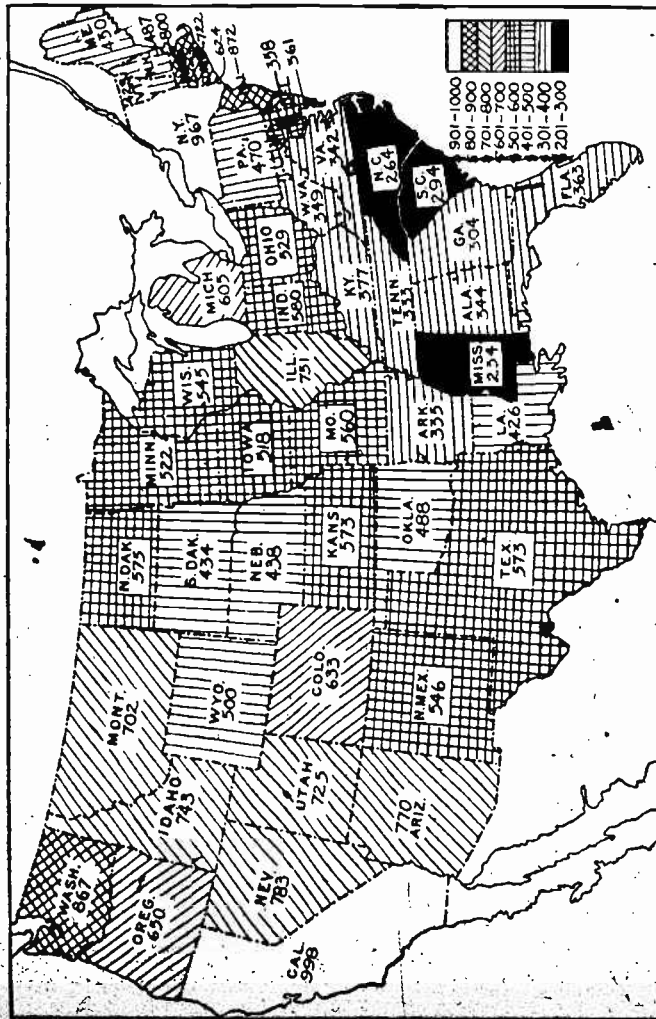 WASH.
867
OREG.
650
CAL.
998
NEV.
783
IDAHO
743
MONT.
702
WYO.
500
UTAH
725
COLO.
633
770
ARIZ.
N.MEX.
546
N.DAK.
575
S.DAK.
434
NEB.
438
KANS.
573
OKLA.
488
TEX.
573
MINN.
522
IOWA
518
MO.
560
ARK.
335
LA.
426
WIS.
545
ILL.
751
MICH.
605
IND.
580
OHIO
529
KY.
377
TENN.
333
MISS.
234
ALA.
344
GA.
304
FLA.
363
S.C.
294
N.C.
264
VA.
342
W.VA.
349
PA.
470
N.Y.
967
ME.
450
487
800
722
624
872
358
561
901-1000
801-900
701-800
601-700
501-600
401-500
301-400
201-300